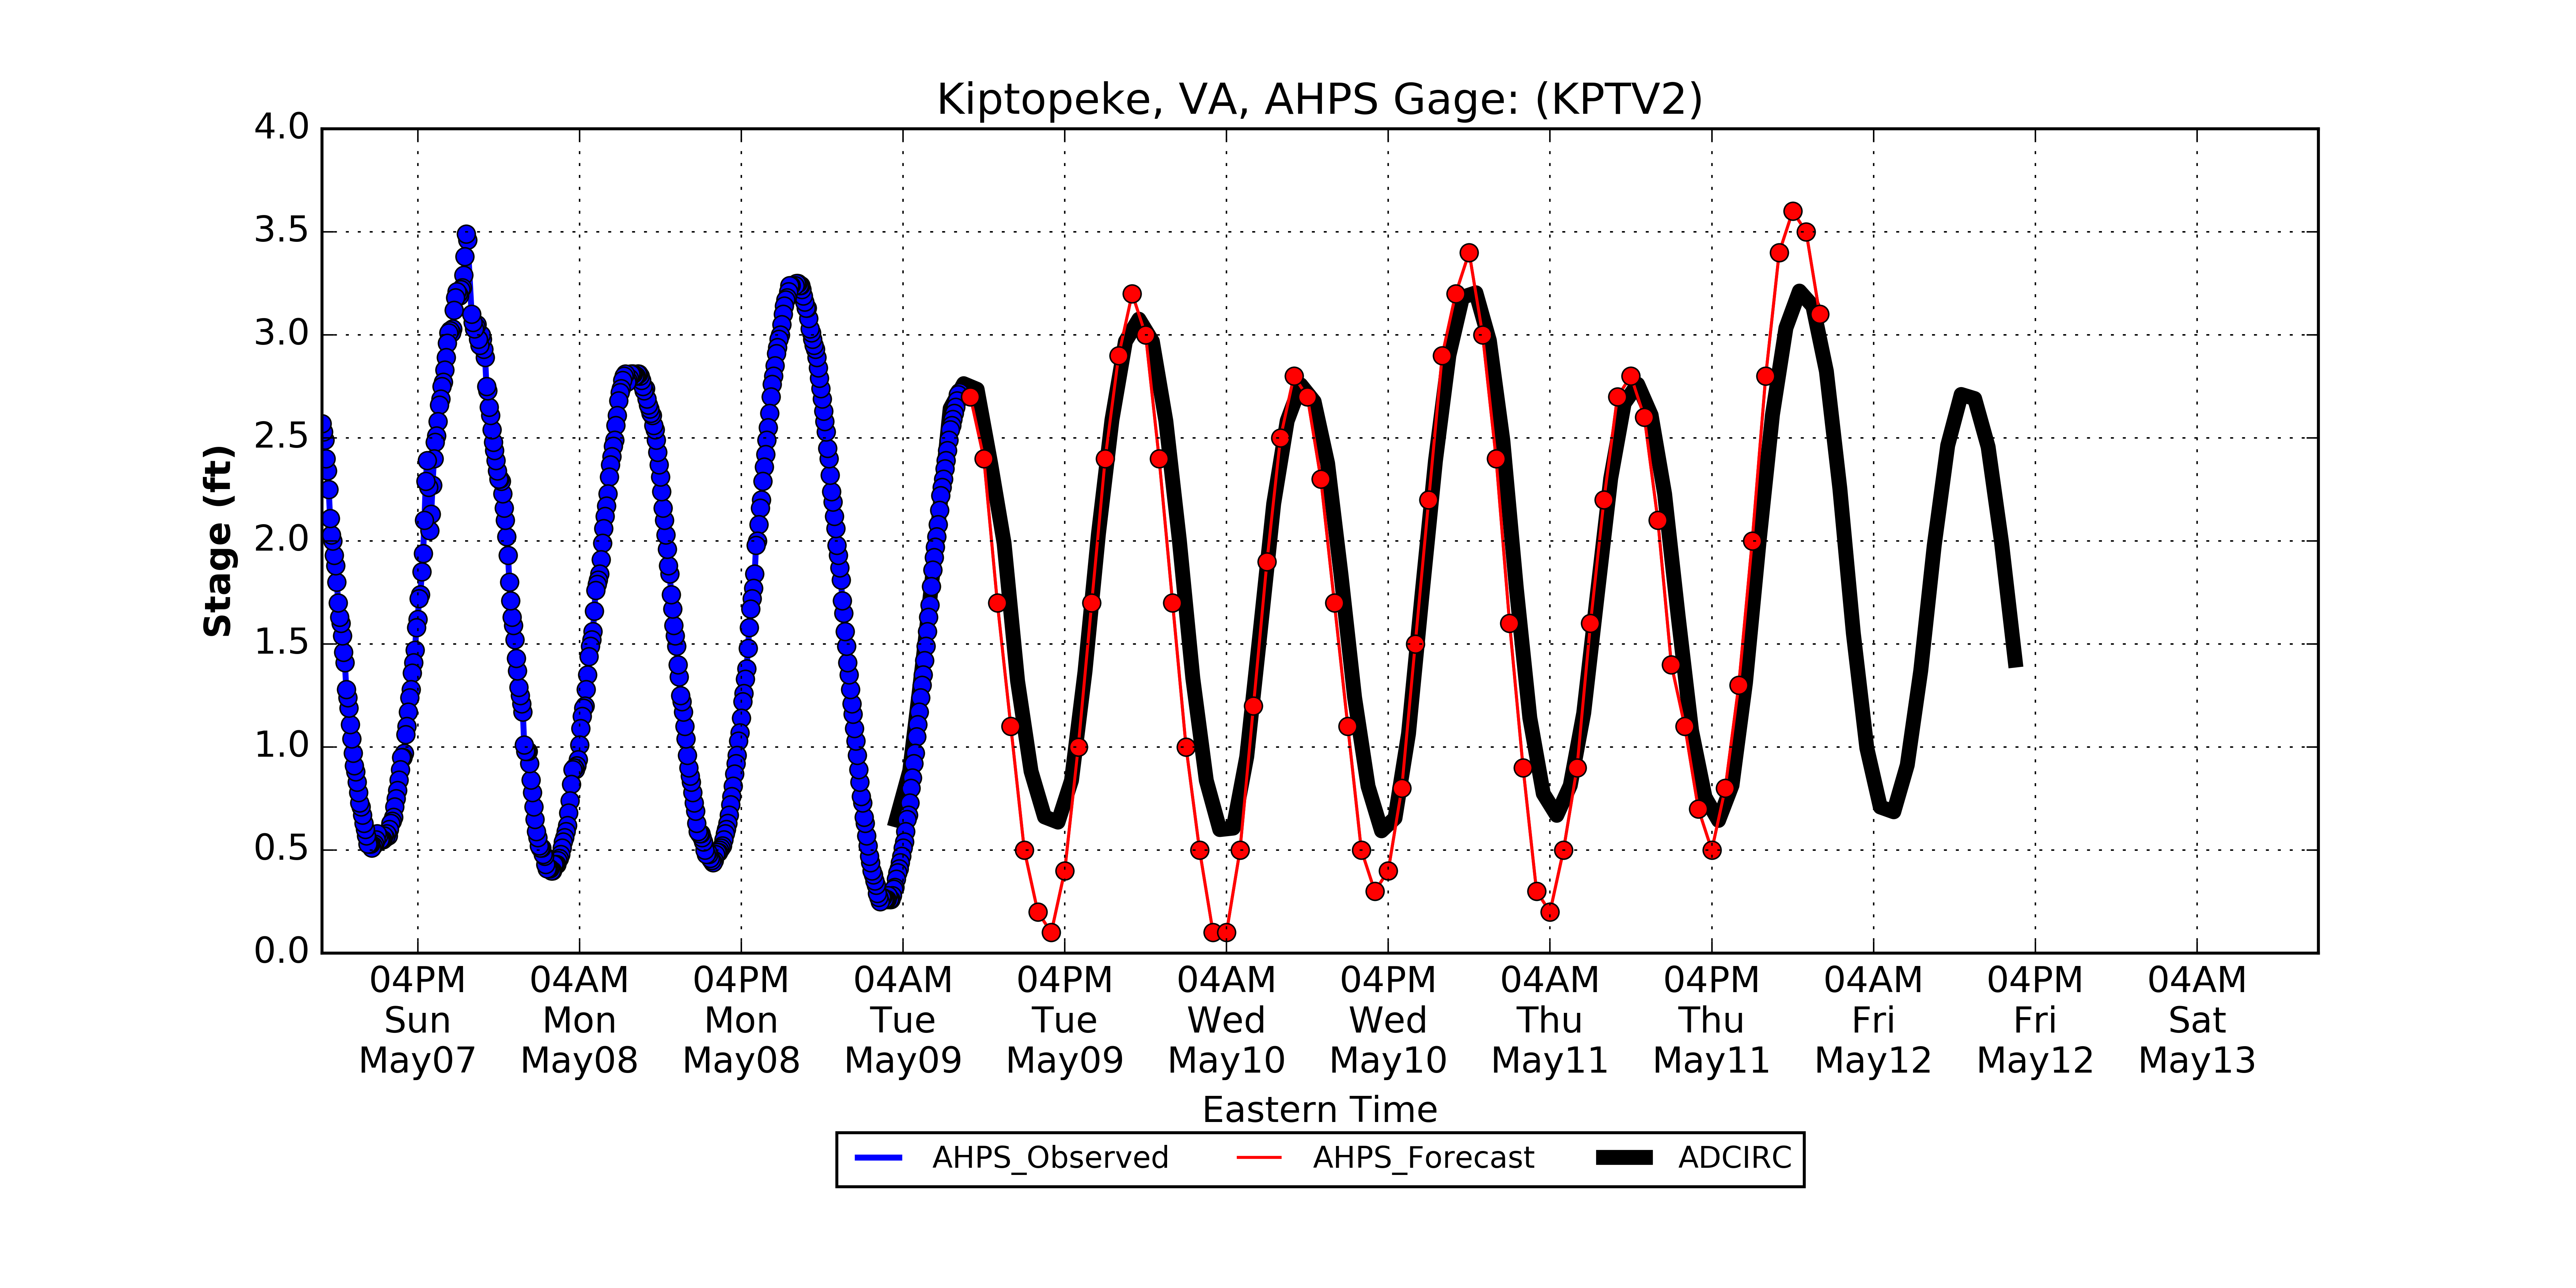 Kiptopeke, VA, AHPS Gage: (KPTV2)
4.0
3.5
3.0
2.5
2.0
1.5
1.0
0.5
0.0
Stage (ft)
04PM 04AM 04PM 04AM 04PM 04AM 04PM 04AM 04PM 04AM 04PM 04AM
Sun Mon Mon Tue Tue Wed Wed Thu Thu Fri Fri Sat
May07 May08 May08 May09 May09 May10 May10 May11 May11 May12 May12 May13
Eastern Time
AHPS_Observed AHPS_Forecast ADCIRC